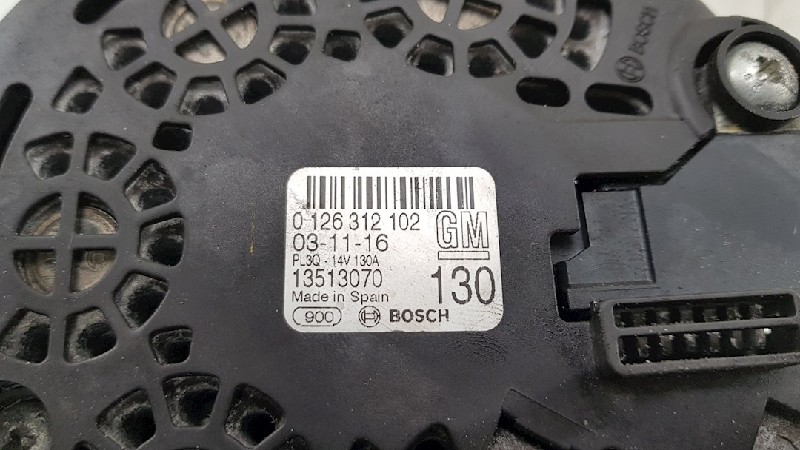 BOSCH
0 126 312 102
03-11-16
GM
PL3Q - 14V 130A
13513070
130
Made in Spain
900 BOSCH